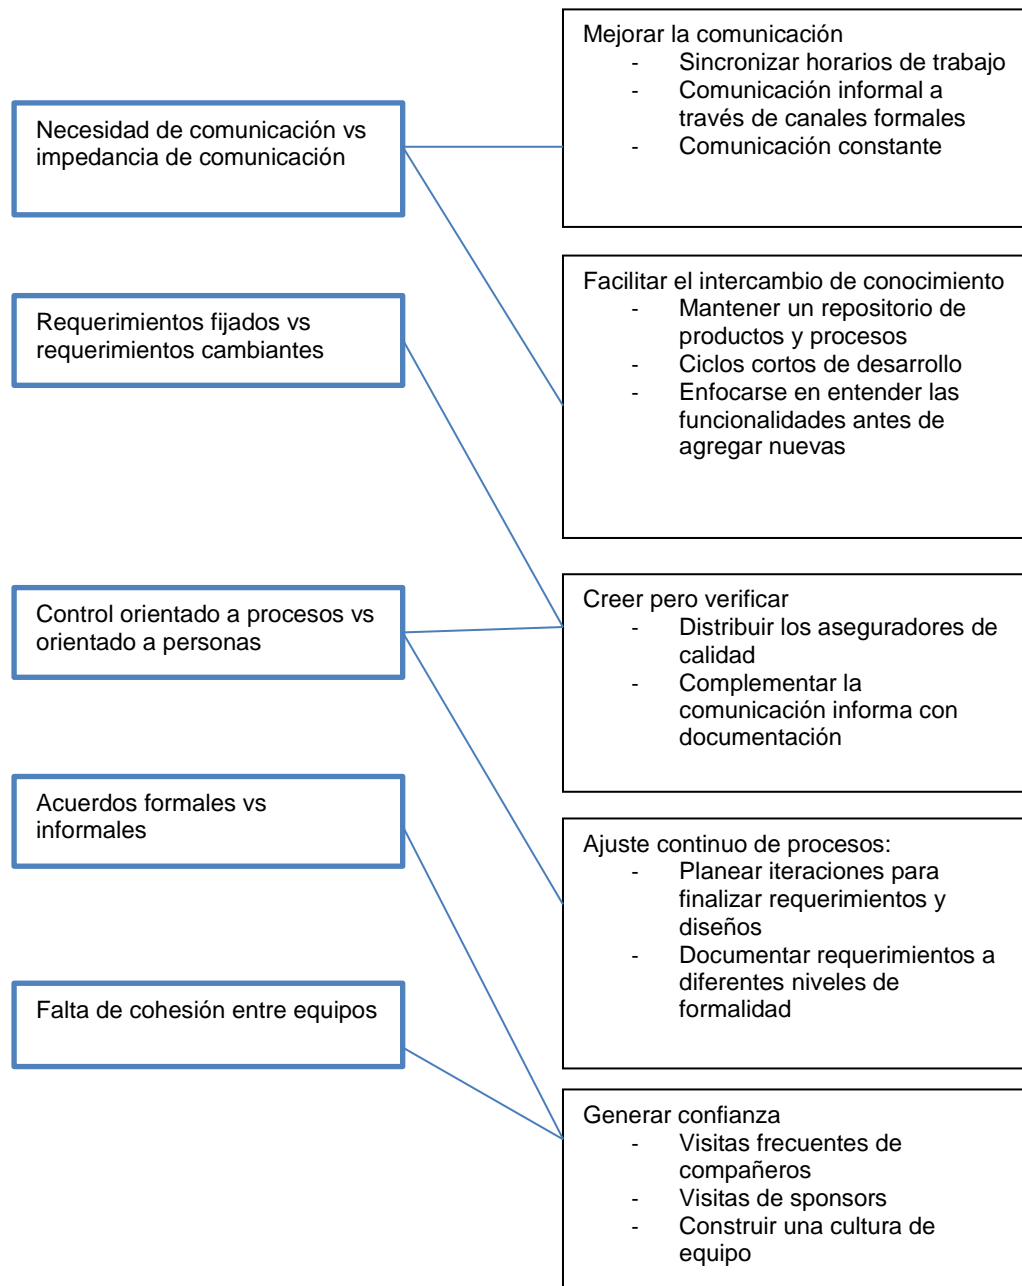 Necesidad de comunicación vs
impedancia de comunicación
Requerimientos fijados vs
requerimientos cambiantes
Control orientado a procesos vs
orientado a personas
Acuerdos formales vs
informales
Falta de cohesión entre equipos
Mejorar la comunicación
- Sincronizar horarios de trabajo
- Comunicación informal a
través de canales formales
- Comunicación constante
Facilitar el intercambio de conocimiento
- Mantener un repositorio de
productos y procesos
- Ciclos cortos de desarrollo
- Enfocarse en entender las
funcionalidades antes de
agregar nuevas
Creer pero verificar
- Distribuir los aseguradores de
calidad
- Complementar la
comunicación informa con
documentación
Ajuste continuo de procesos:
- Planear iteraciones para
finalizar requerimientos y
diseños
- Documentar requerimientos a
diferentes niveles de
formalidad
Generar confianza
- Visitas frecuentes de
compañeros
- Visitas de sponsors
- Construir una cultura de
equipo